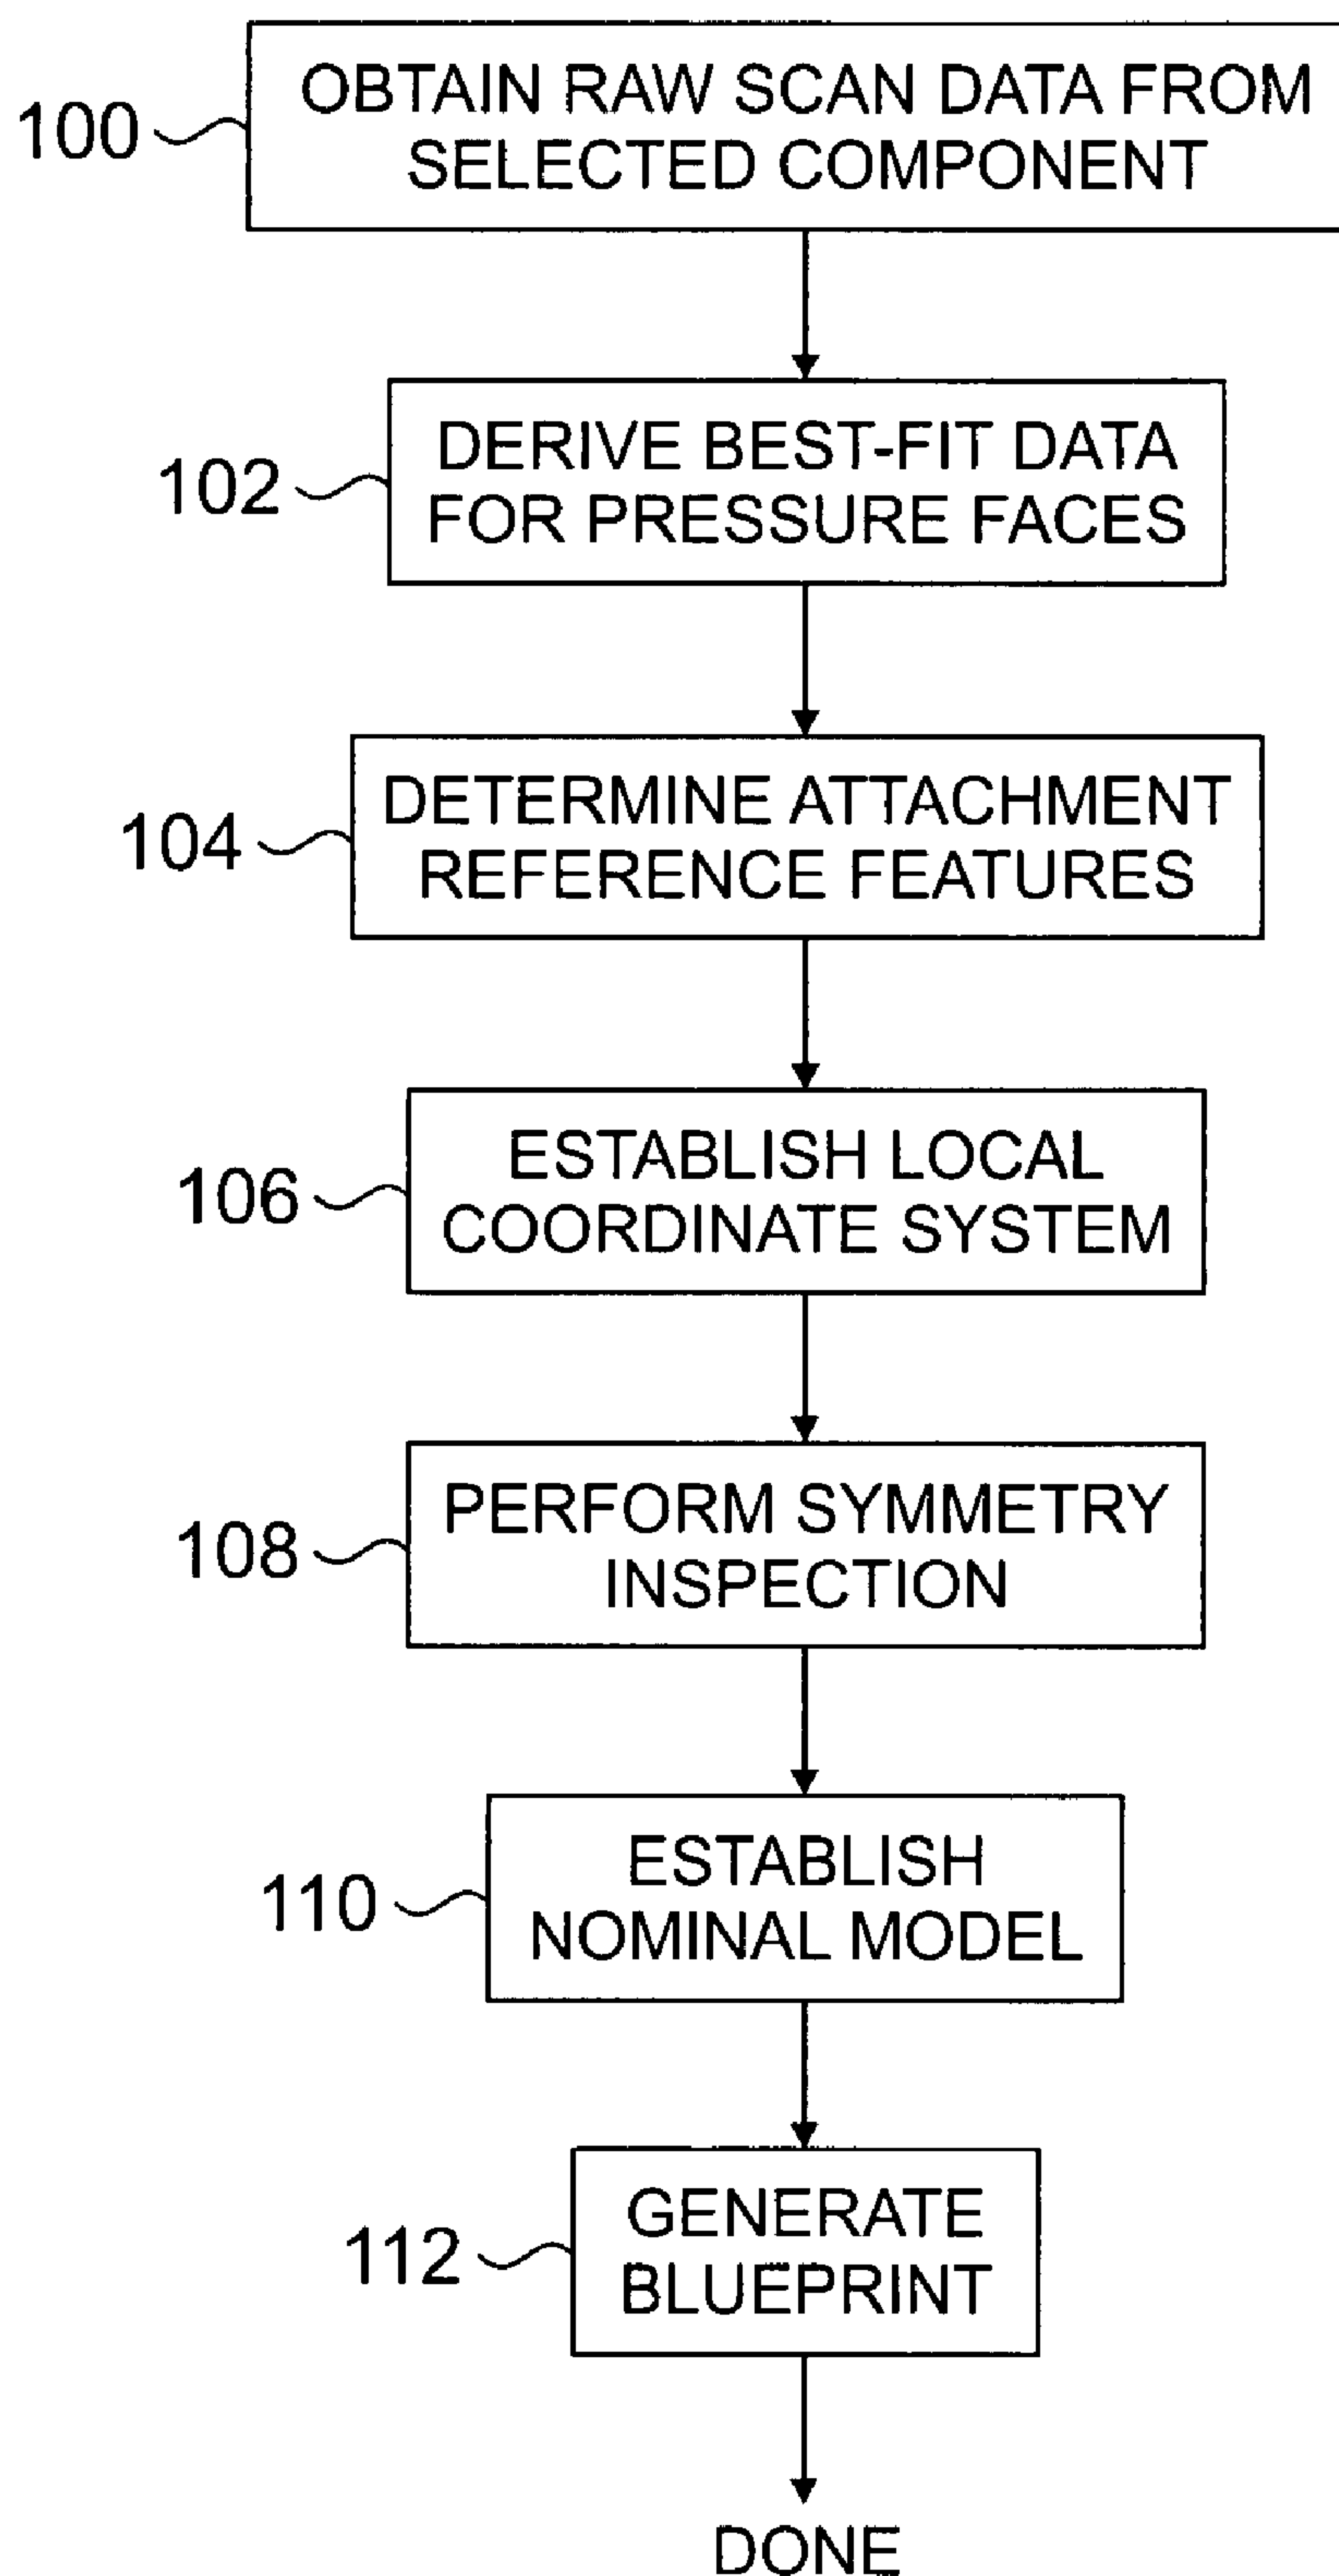 100
OBTAIN RAW SCAN DATA FROM
SELECTED COMPONENT
102
DERIVE BEST-FIT DATA
FOR PRESSURE FACES
104
DETERMINE ATTACHMENT
REFERENCE FEATURES
106
ESTABLISH LOCAL
COORDINATE SYSTEM
108
PERFORM SYMMETRY
INSPECTION
110
ESTABLISH
NOMINAL MODEL
112
GENERATE
BLUEPRINT
DONE